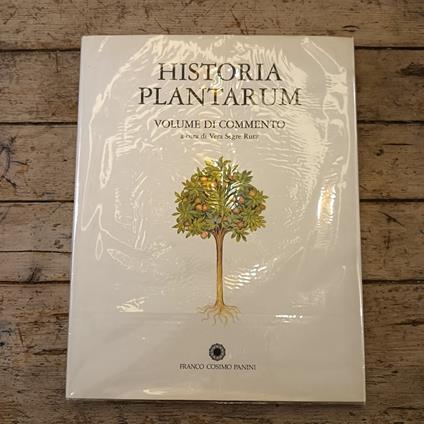 HISTORIA
PLANTARUM
VOLUME DI COMMENTO
a cura di Vera Segre Rutz
FRANCO COSIMO PANINI